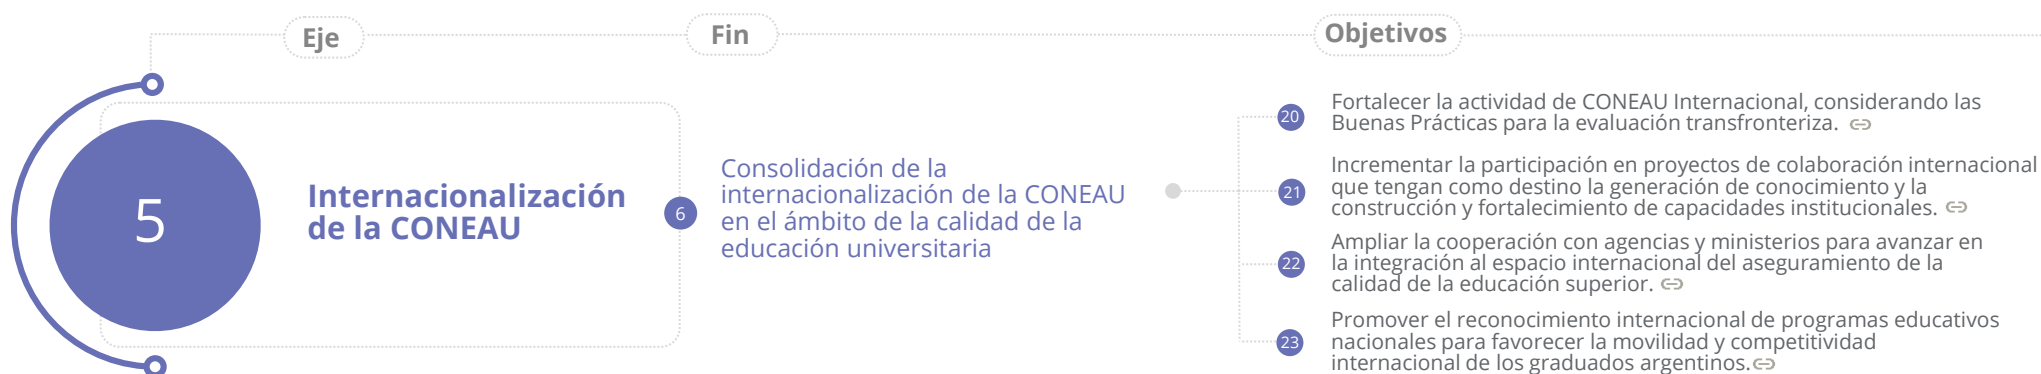 Eje
Fin
Objetivos
5
Internacionalización
de la CONEAU
6
Consolidación de la
internacionalización de la CONEAU
en el ámbito de la calidad de la
educación universitaria
20
Fortalecer la actividad de CONEAU Internacional, considerando las
Buenas Prácticas para la evaluación transfronteriza.
21
Incrementar la participación en proyectos de colaboración internacional
que tengan como destino la generación de conocimiento y la
construcción y fortalecimiento de capacidades institucionales.
22
Ampliar la cooperación con agencias y ministerios para avanzar en
la integración al espacio internacional del aseguramiento de la
calidad de la educación superior.
23
Promover el reconocimiento internacional de programas educativos
nacionales para favorecer la movilidad y competitividad
internacional de los graduados argentinos.